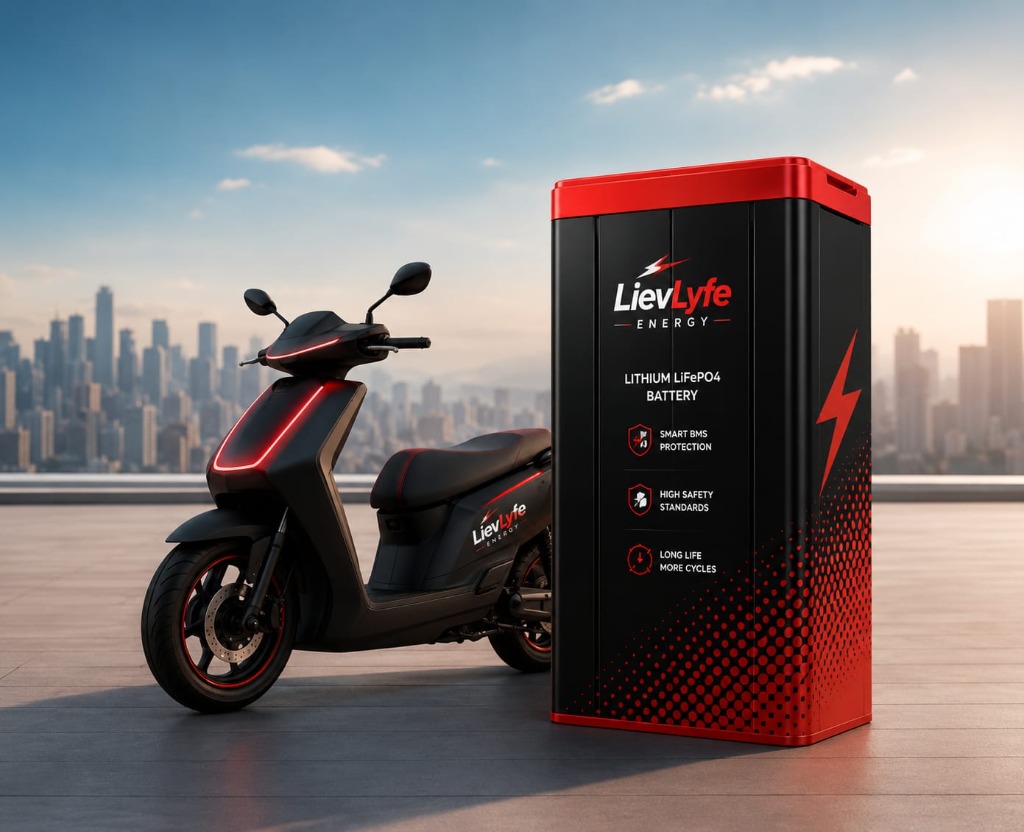 LievLyfe
ENERGY
LITHIUM LiFePO4
BATTERY
SMART BMS
PROTECTION
HIGH SAFETY
STANDARDS
LONG LIFE
MORE CYCLES
LievLyfe
ENERGY